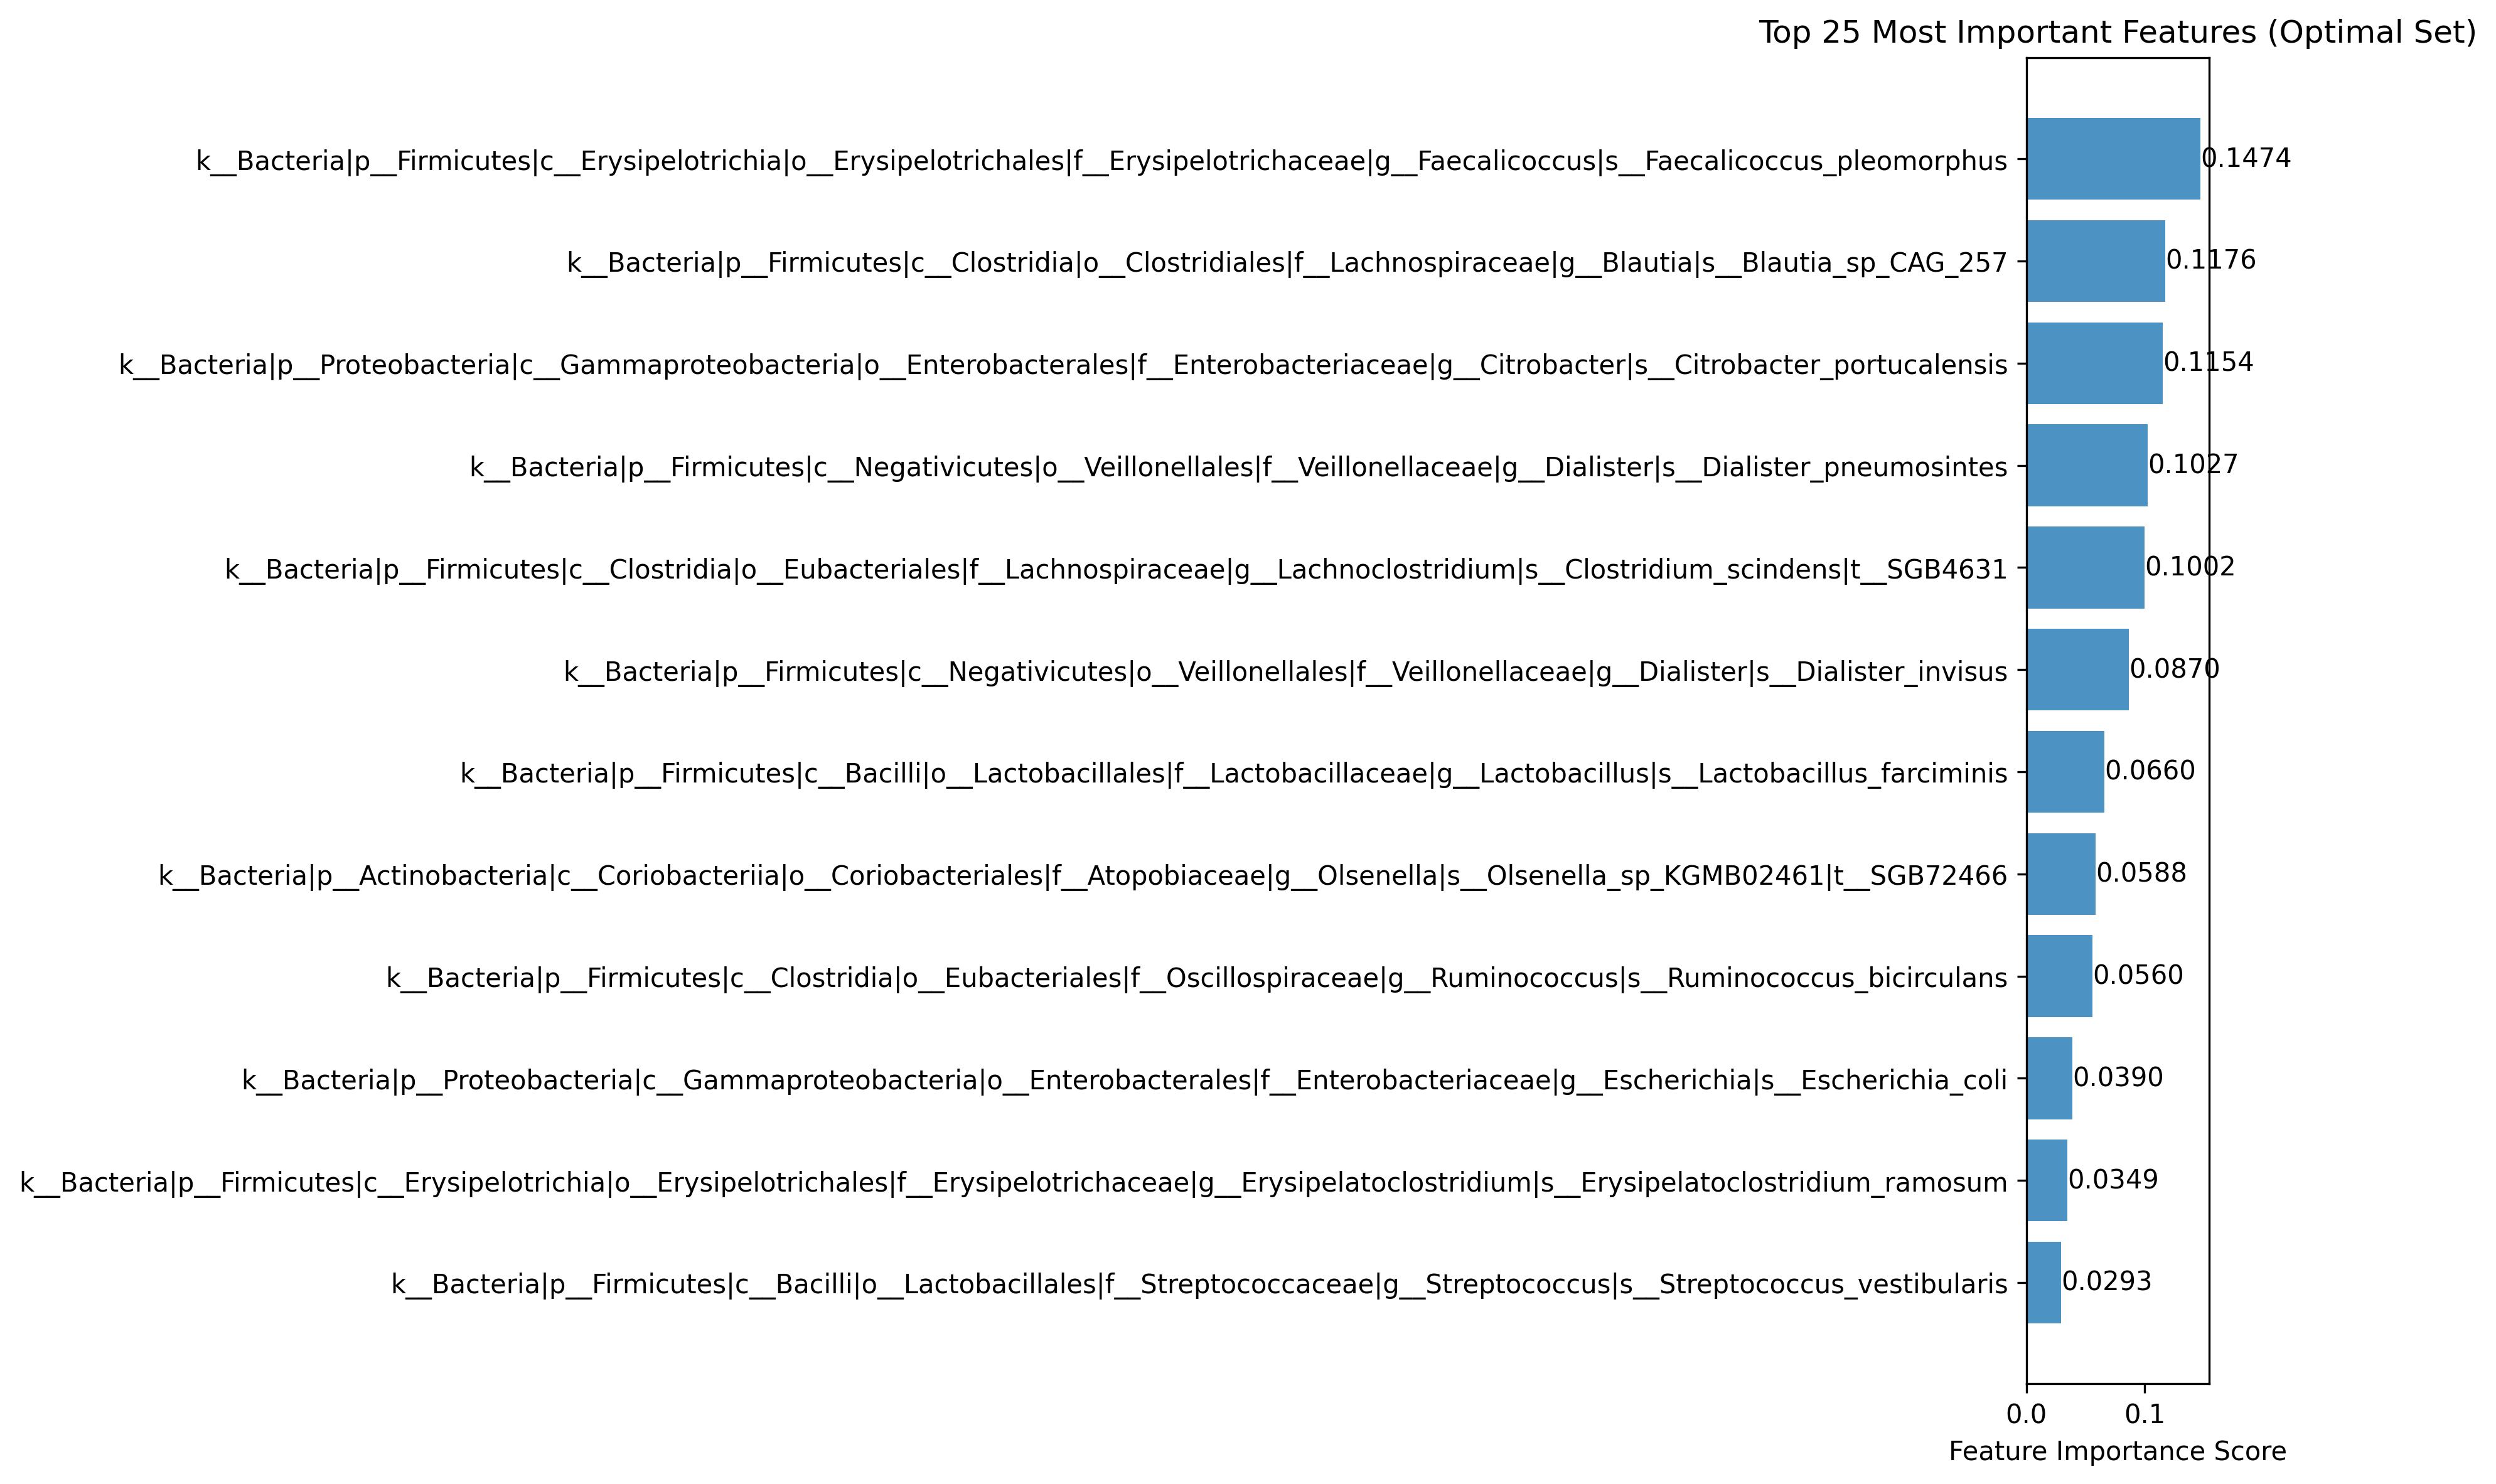 Top 25 Most Important Features (Optimal Set)
k__Bacteria|p__Firmicutes|c__Erysipelotrichia|o__Erysipelotrichales|f__Erysipelotrichaceae|g__Faecalicoccus|s__Faecalicoccus_pleomorphus 0.1474
k__Bacteria|p__Firmicutes|c__Clostridia|o__Clostridiales|f__Lachnospiraceae|g__Blautia|s__Blautia_sp_CAG_257 0.1176
k__Bacteria|p__Proteobacteria|c__Gammaproteobacteria|o__Enterobacterales|f__Enterobacteriaceae|g__Citrobacter|s__Citrobacter_portucalensis 0.1154
k__Bacteria|p__Firmicutes|c__Negativicutes|o__Veillonellales|f__Veillonellaceae|g__Dialister|s__Dialister_pneumosintes 0.1027
k__Bacteria|p__Firmicutes|c__Clostridia|o__Eubacteriales|f__Lachnospiraceae|g__Lachnoclostridium|s__Clostridium_scindens|t__SGB4631 0.1002
k__Bacteria|p__Firmicutes|c__Negativicutes|o__Veillonellales|f__Veillonellaceae|g__Dialister|s__Dialister_invisus 0.0870
k__Bacteria|p__Firmicutes|c__Bacilli|o__Lactobacillales|f__Lactobacillaceae|g__Lactobacillus|s__Lactobacillus_farciminis 0.0660
k__Bacteria|p__Actinobacteria|c__Coriobacteriia|o__Coriobacteriales|f__Atopobiaceae|g__Olsenella|s__Olsenella_sp_KGMB02461|t__SGB72466 0.0588
k__Bacteria|p__Firmicutes|c__Clostridia|o__Eubacteriales|f__Oscillospiraceae|g__Ruminococcus|s__Ruminococcus_bicirculans 0.0560
k__Bacteria|p__Proteobacteria|c__Gammaproteobacteria|o__Enterobacterales|f__Enterobacteriaceae|g__Escherichia|s__Escherichia_coli 0.0390
k__Bacteria|p__Firmicutes|c__Erysipelotrichia|o__Erysipelotrichales|f__Erysipelotrichaceae|g__Erysipelatoclostridium|s__Erysipelatoclostridium_ramosum 0.0349
k__Bacteria|p__Firmicutes|c__Bacilli|o__Lactobacillales|f__Streptococcaceae|g__Streptococcus|s__Streptococcus_vestibularis 0.0293
0.0 0.1
Feature Importance Score